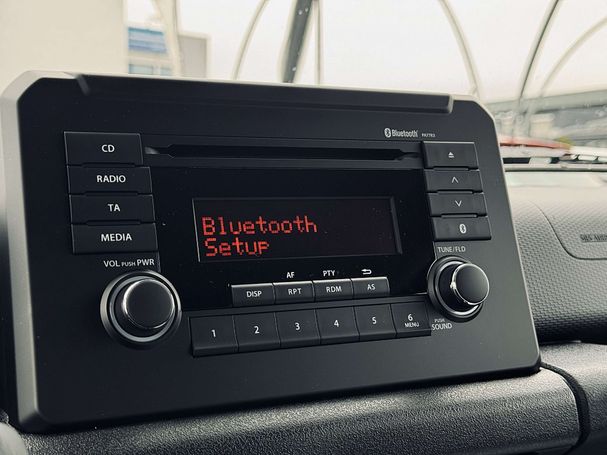 Bluetooth
CD
RADIO
TA
MEDIA
Bluetooth
Setup
VOL PUSH PWR
TUNE/FLD
AF PTY
DISP RPT RDM AS
1 2 3 4 5 6
MENU
PUSH
SOUND